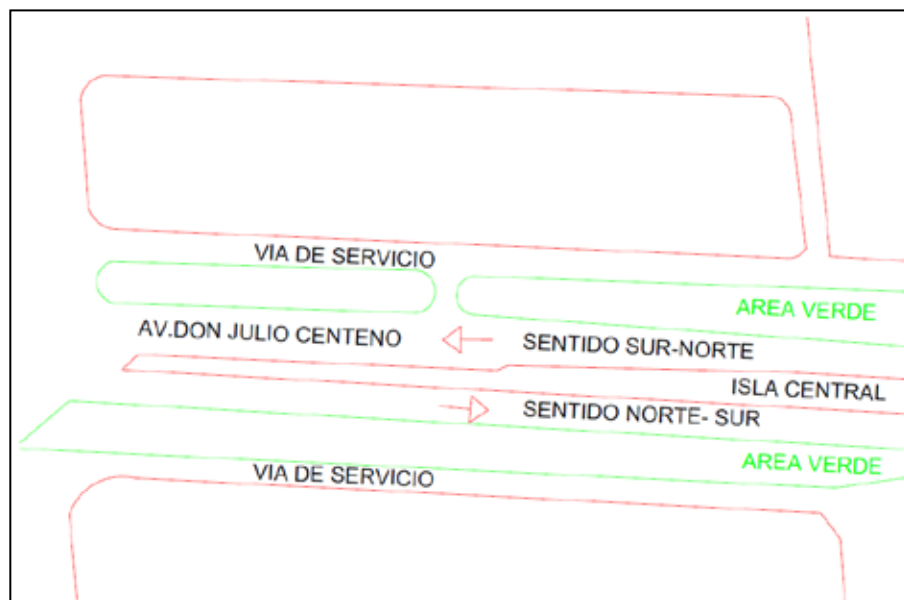 VIA DE SERVICIO
AREA VERDE
AV.DON JULIO CENTENO
SENTIDO SUR-NORTE
ISLA CENTRAL
SENTIDO NORTE- SUR
AREA VERDE
VIA DE SERVICIO